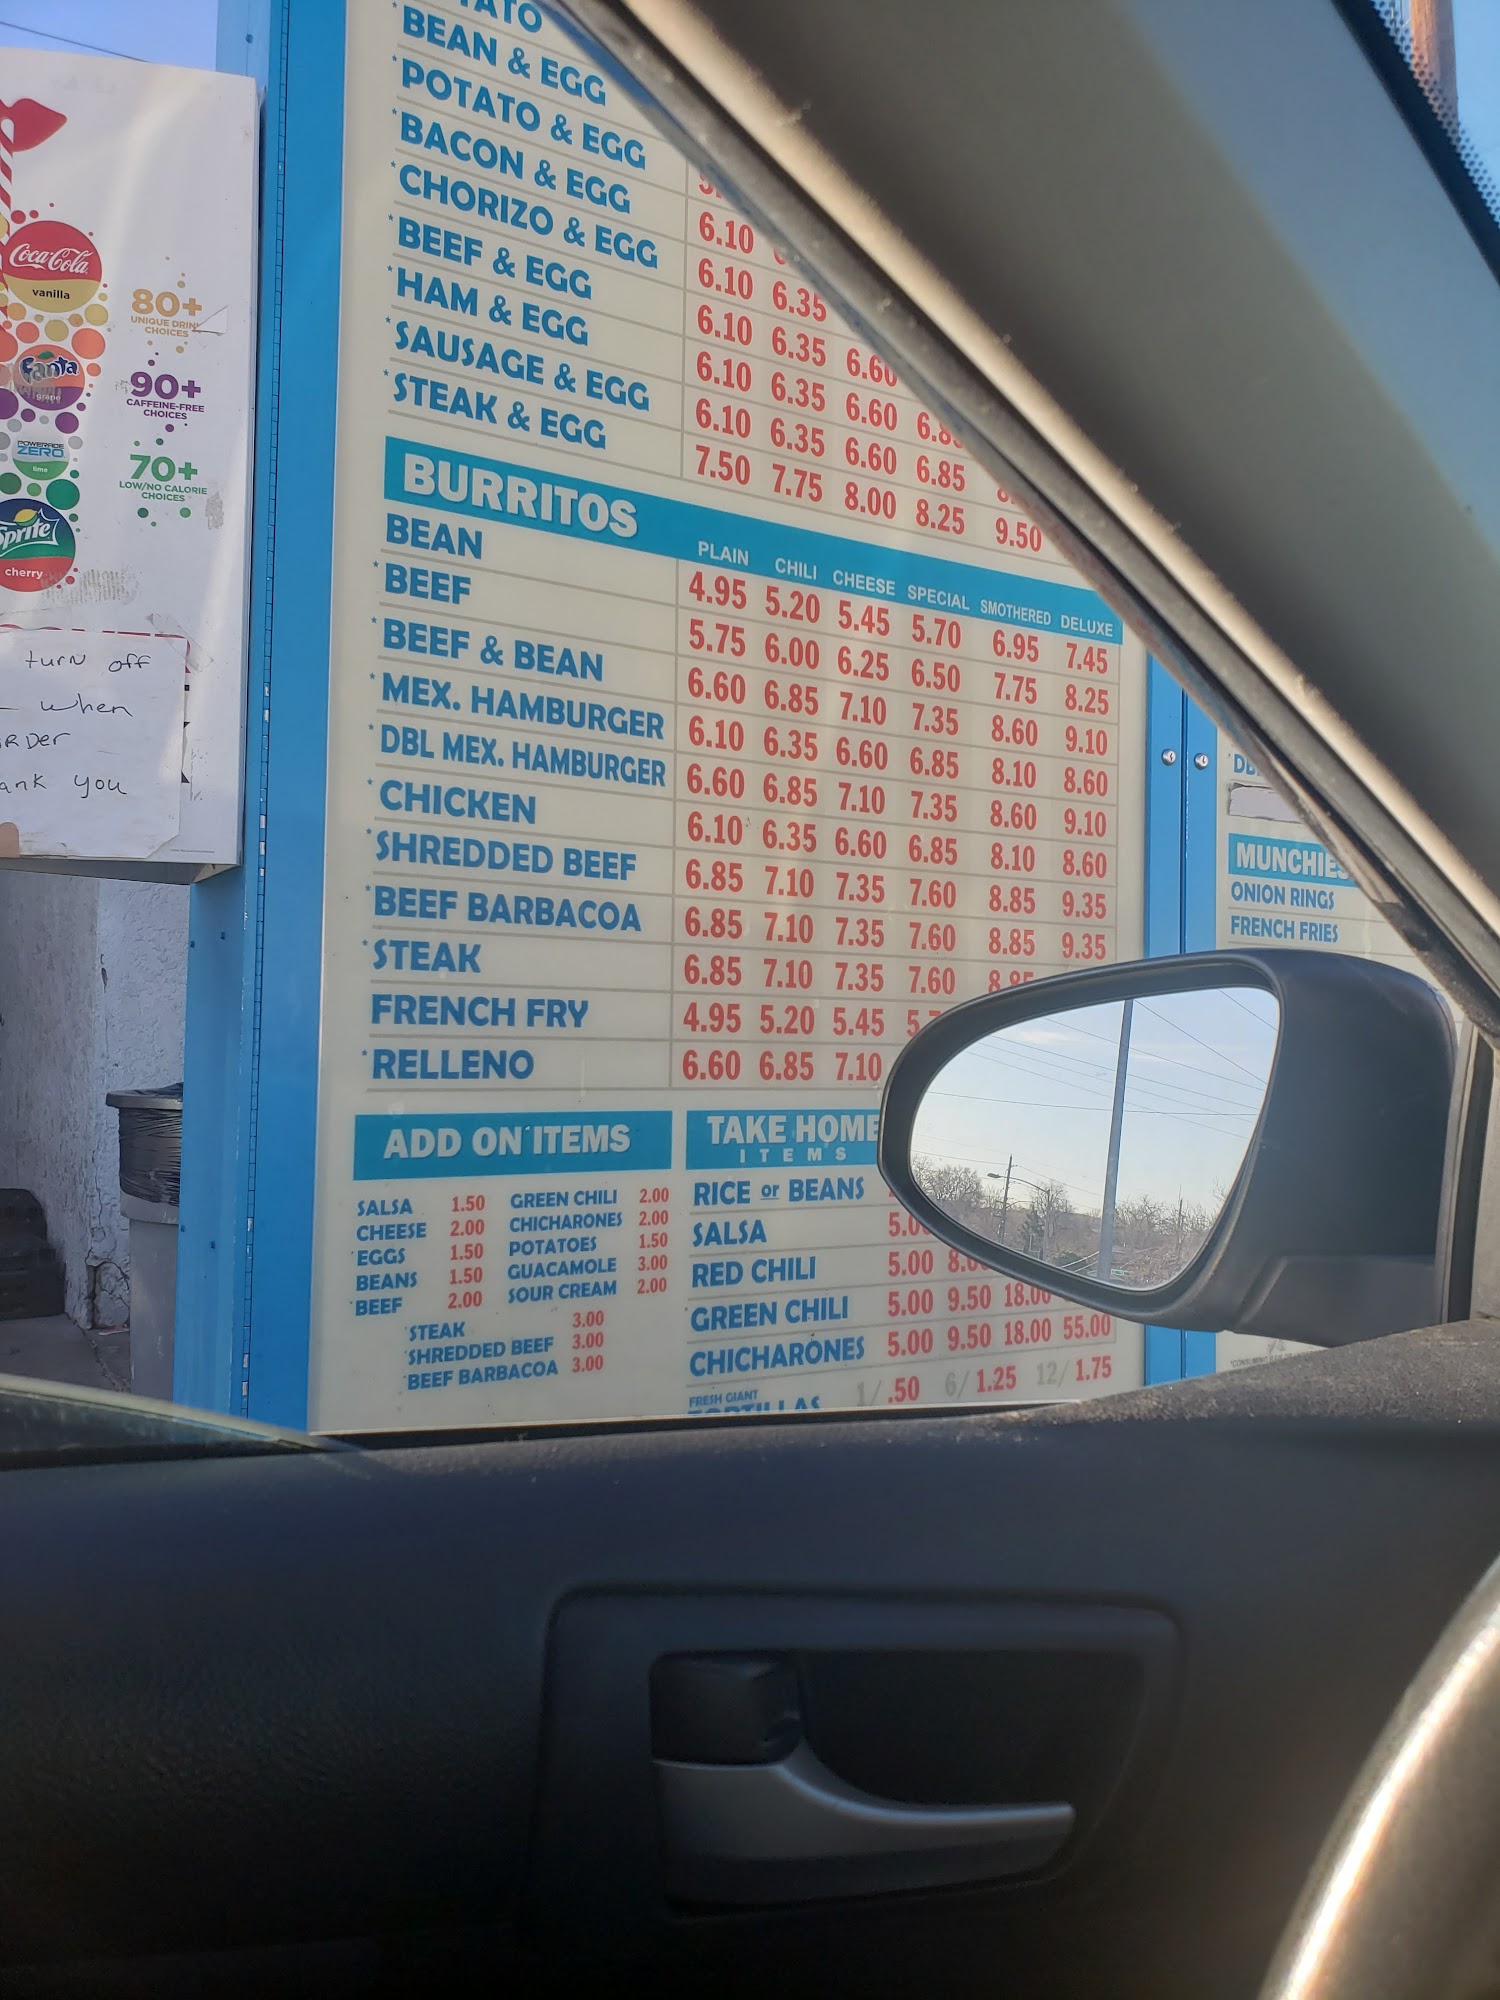 BEAN & EGG
POTATO & EGG
BACON & EGG 6.10
CHORIZO & EGG 6.10 6.35
BEEF & EGG 6.10 6.35 6.60
HAM & EGG 6.10 6.35 6.60
SAUSAGE & EGG 6.10 6.35 6.60 6.85
STEAK & EGG 7.50 7.75 8.00 8.25 9.50
BURRITOS PLAIN CHILI CHEESE SPECIAL SMOTHERED DELUXE
BEAN 4.95 5.20 5.45 5.70 6.95 7.45
*BEEF 5.75 6.00 6.25 6.50 7.75 8.25
*BEEF & BEAN 6.60 6.85 7.10 7.35 8.60 9.10
*MEX. HAMBURGER 6.10 6.35 6.60 6.85 8.10 8.60
*DBL MEX. HAMBURGER 6.60 6.85 7.10 7.35 8.60 9.10
*CHICKEN 6.10 6.35 6.60 6.85 8.10 8.60
*SHREDDED BEEF 6.85 7.10 7.35 7.60 8.85 9.35
*BEEF BARBACOA 6.85 7.10 7.35 7.60 8.85 9.35
*STEAK 6.85 7.10 7.35 7.60
FRENCH FRY 4.95 5.20 5.45
*RELLENO 6.60 6.85 7.10
ADD ON ITEMS
SALSA 1.50 GREEN CHILI 2.00
CHEESE 2.00 CHICHARONES 2.00
*EGGS 1.50 POTATOES 1.50
BEANS 1.50 GUACAMOLE 3.00
*BEEF 2.00 SOUR CREAM 2.00
*STEAK 3.00
*SHREDDED BEEF 3.00
*BEEF BARBACOA 3.00
TAKE HOME
ITEMS
RICE or BEANS
SALSA
RED CHILI 5.00
GREEN CHILI 5.00 9.50 18.00
CHICHARONES 5.00 9.50 18.00 55.00
FRESH GIANT
TORTILLAS 1/ .50 6/ 1.25 12/ 1.75
MUNCHIES
ONION RINGS
FRENCH FRIES
Coca-Cola
vanilla
Fanta
grape
POWERADE
ZERO
lime
Sprite
cherry
80+
UNIQUE DRINK
CHOICES
90+
CAFFEINE-FREE
CHOICES
70+
LOW/NO CALORIE
CHOICES
turn off
when
you